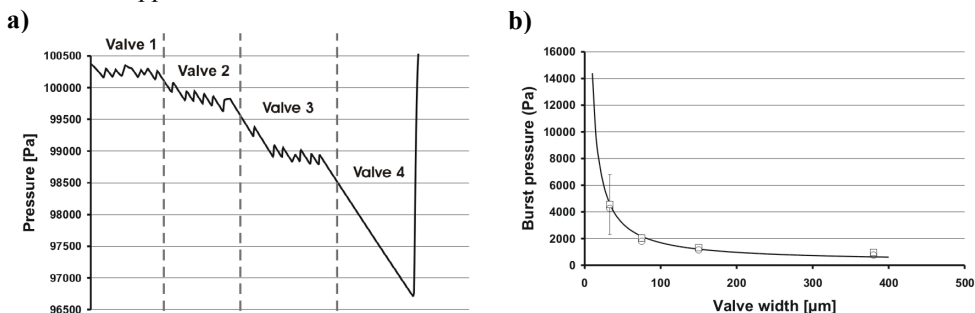 a)
Pressure [Pa]
100500
100000
99500
99000
98500
98000
97500
97000
96500
Valve 1
Valve 2
Valve 3
Valve 4
b)
Burst pressure (Pa)
16000
14000
12000
10000
8000
6000
4000
2000
0
0 100 200 300 400 500
Valve width [µm]